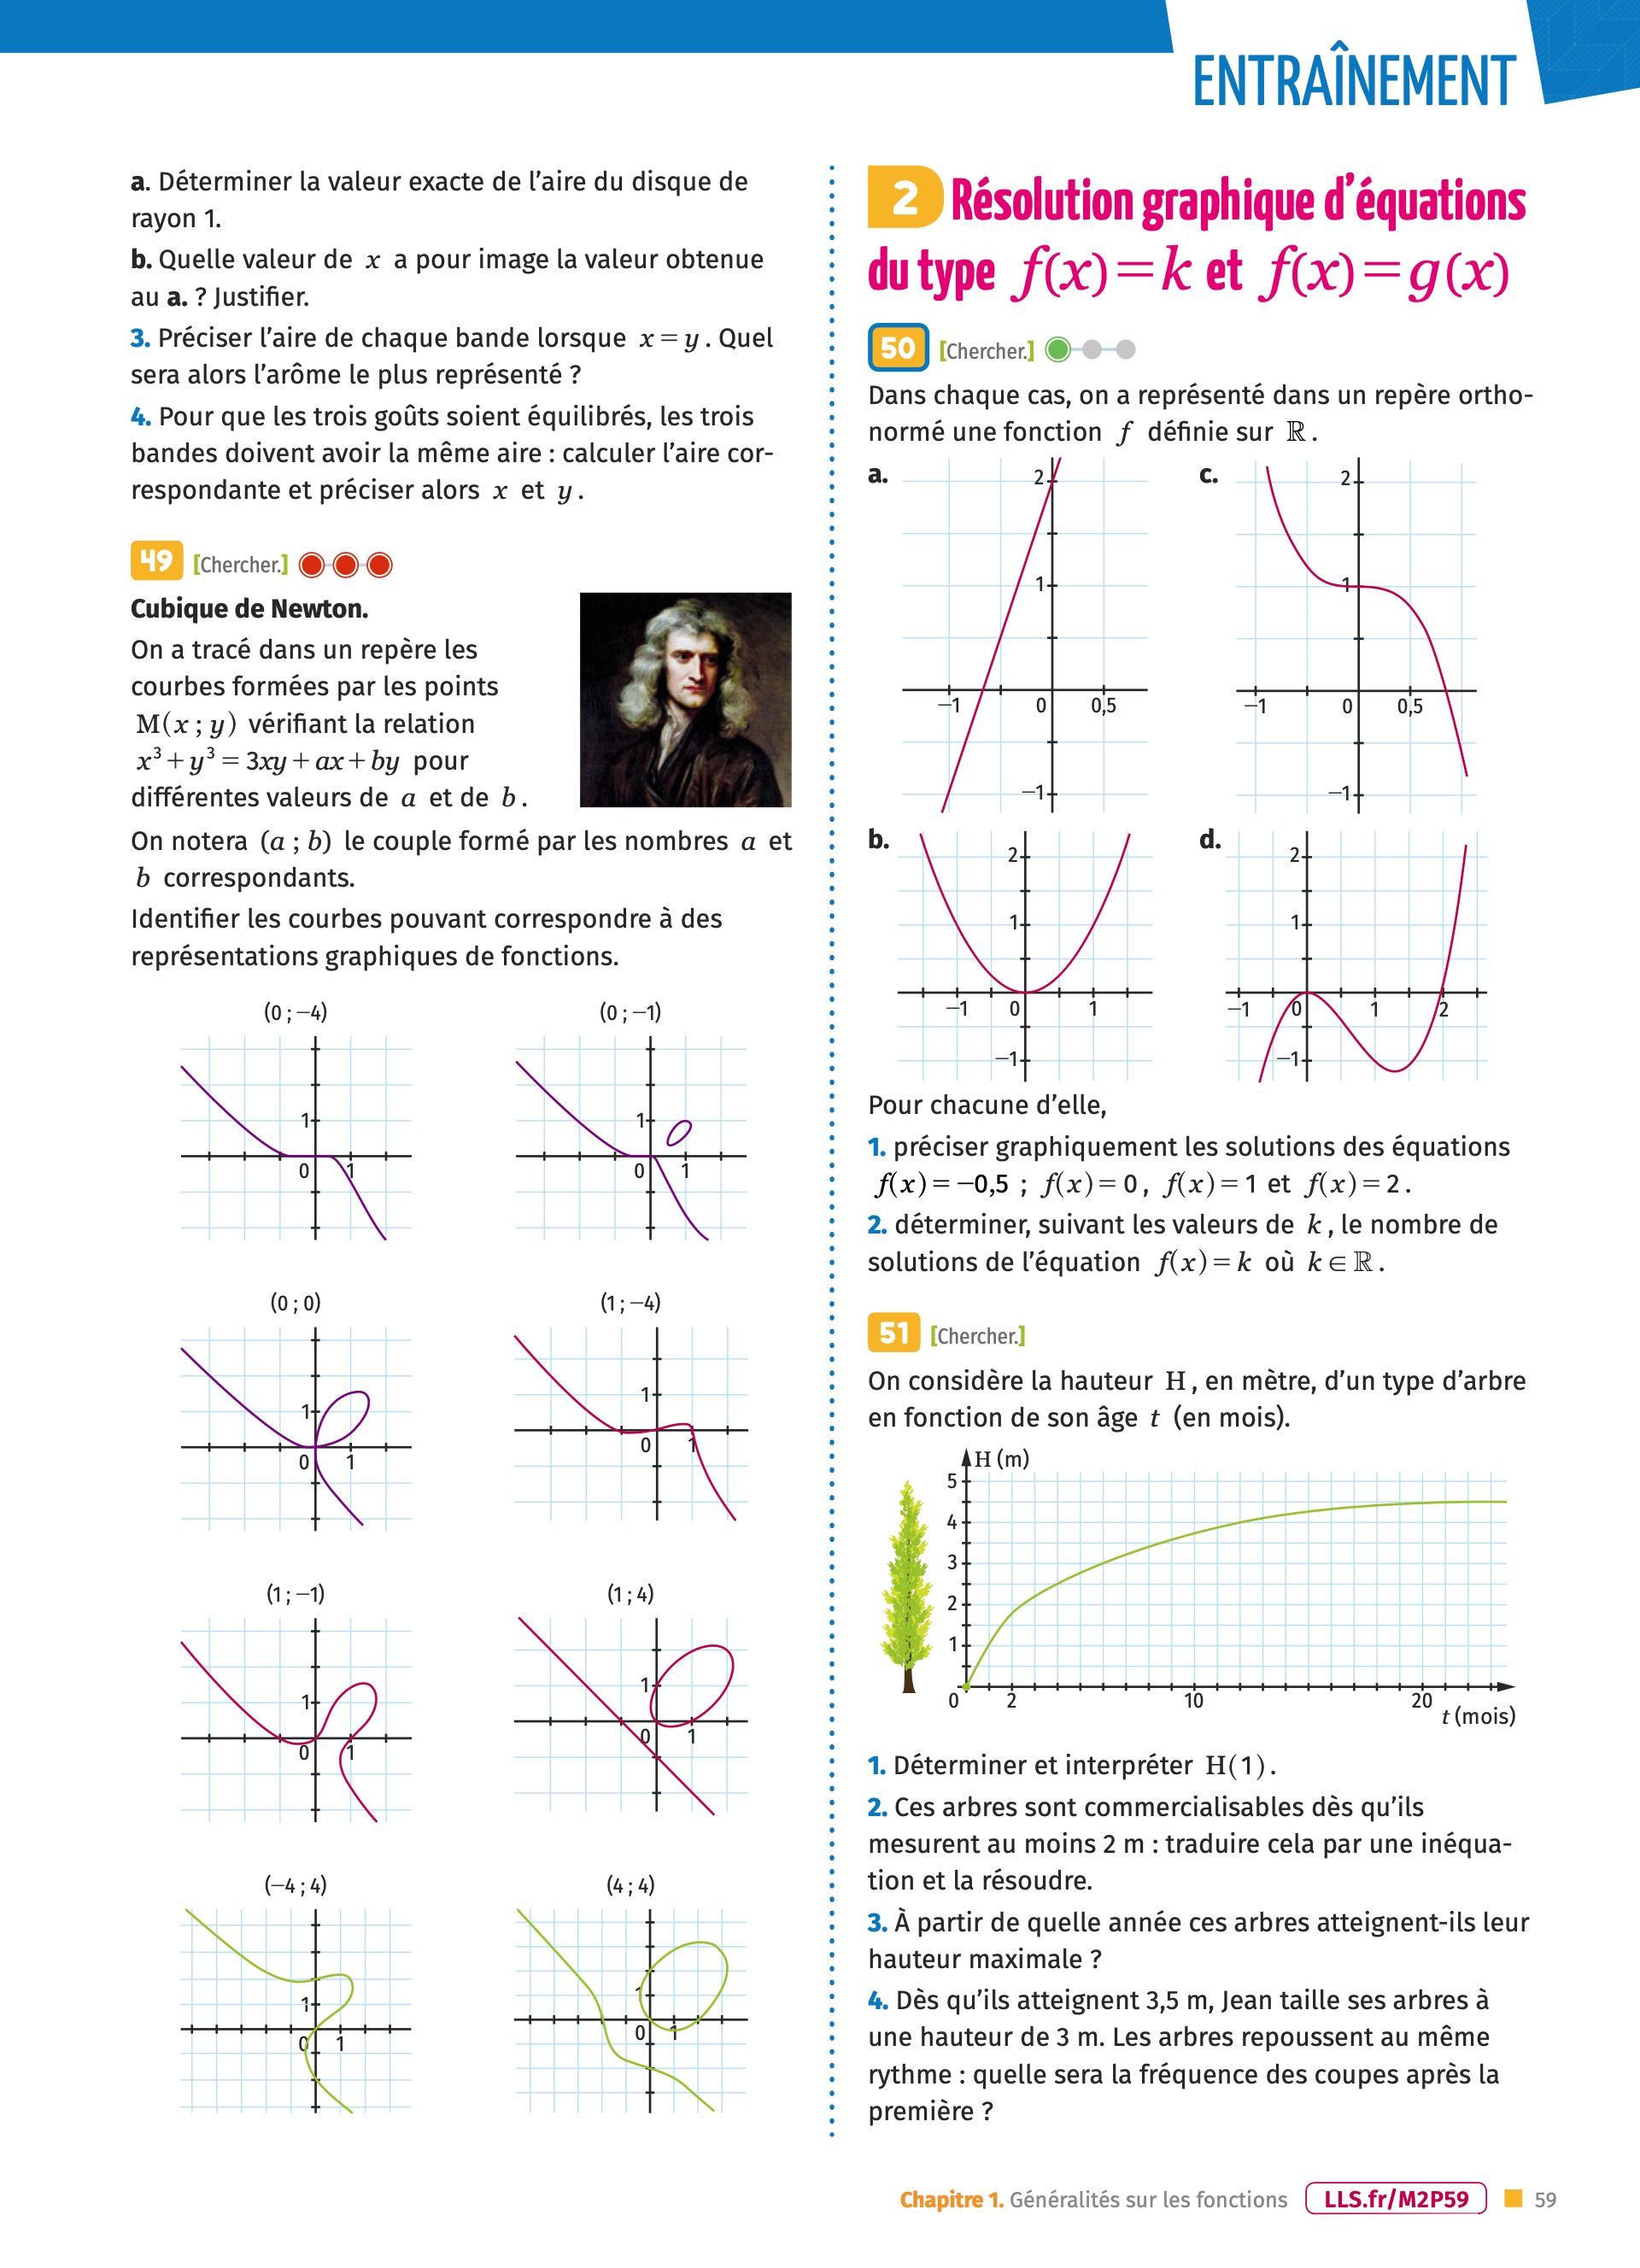 ENTRAÎNEMENT
a. Déterminer la valeur exacte de l'aire du disque de
rayon 1.
b. Quelle valeur de x a pour image la valeur obtenue
au a. ? Justifier.
3. Préciser l'aire de chaque bande lorsque x = y. Quel
sera alors l'arôme le plus représenté ?
4. Pour que les trois goûts soient équilibrés, les trois
bandes doivent avoir la même aire : calculer l'aire cor-
respondante et préciser alors x et y.
49 [Chercher.]
Cubique de Newton.
On a tracé dans un repère les
courbes formées par les points
M(x ; y) vérifiant la relation
x³ + y³ = 3xy + ax + by pour
différentes valeurs de a et de b.
On notera (a ; b) le couple formé par les nombres a et
b correspondants.
Identifier les courbes pouvant correspondre à des
représentations graphiques de fonctions.
(0 ; −4) (0 ; −1)
1 1
0 1 0 1
(0 ; 0) (1 ; −4)
1 1
0 1 0 1
(1 ; −1) (1 ; 4)
1 1
0 1 0 1
(−4 ; 4) (4 ; 4)
1 1
0 1 0 1
2 Résolution graphique d'équations
du type f(x) = k et f(x) = g(x)
50 [Chercher.]
Dans chaque cas, on a représenté dans un repère ortho-
normé une fonction f définie sur ℝ.
a. c.
2 2
1 1
−1 0 0,5 −1 0 0,5
−1 −1
b. d.
2 2
1 1
−1 0 1 −1 0 1 2
−1 −1
Pour chacune d'elle,
1. préciser graphiquement les solutions des équations
f(x) = −0,5 ; f(x) = 0, f(x) = 1 et f(x) = 2.
2. déterminer, suivant les valeurs de k, le nombre de
solutions de l'équation f(x) = k où k ∈ ℝ.
51 [Chercher.]
On considère la hauteur H, en mètre, d'un type d'arbre
en fonction de son âge t (en mois).
H (m)
5
4
3
2
1
0 2 10 20
t (mois)
1. Déterminer et interpréter H(1).
2. Ces arbres sont commercialisables dès qu'ils
mesurent au moins 2 m : traduire cela par une inéqua-
tion et la résoudre.
3. À partir de quelle année ces arbres atteignent-ils leur
hauteur maximale ?
4. Dès qu'ils atteignent 3,5 m, Jean taille ses arbres à
une hauteur de 3 m. Les arbres repoussent au même
rythme : quelle sera la fréquence des coupes après la
première ?
Chapitre 1. Généralités sur les fonctions LLS.fr/M2P59 59